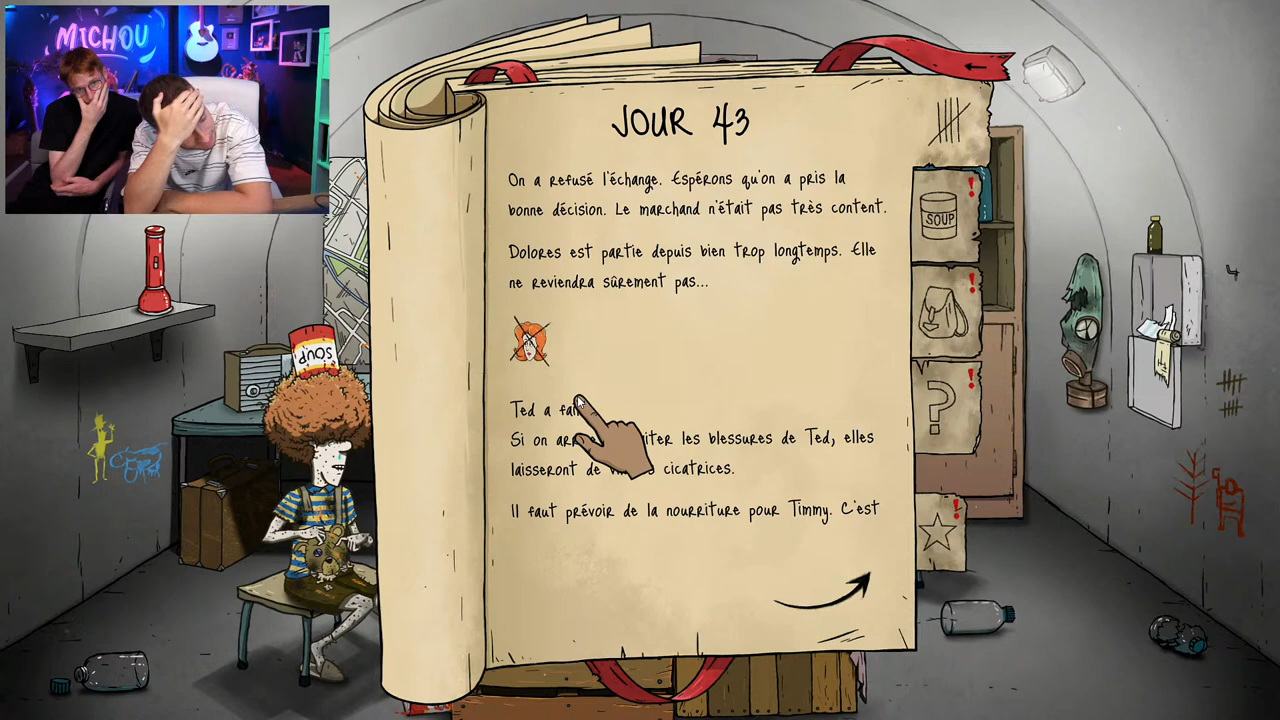 MICHOU
JOUR 43
On a refusé l'échange. Espérons qu'on a pris la
bonne décision. Le marchand n'était pas très content.
Dolores est partie depuis bien trop longtemps. Elle
ne reviendra sûrement pas...
Ted a
Si on les blessures de Ted, elles
laisseront de cicatrices.
Il faut prévoir de la nourriture pour Timmy. C'est
SOUP
SOUP